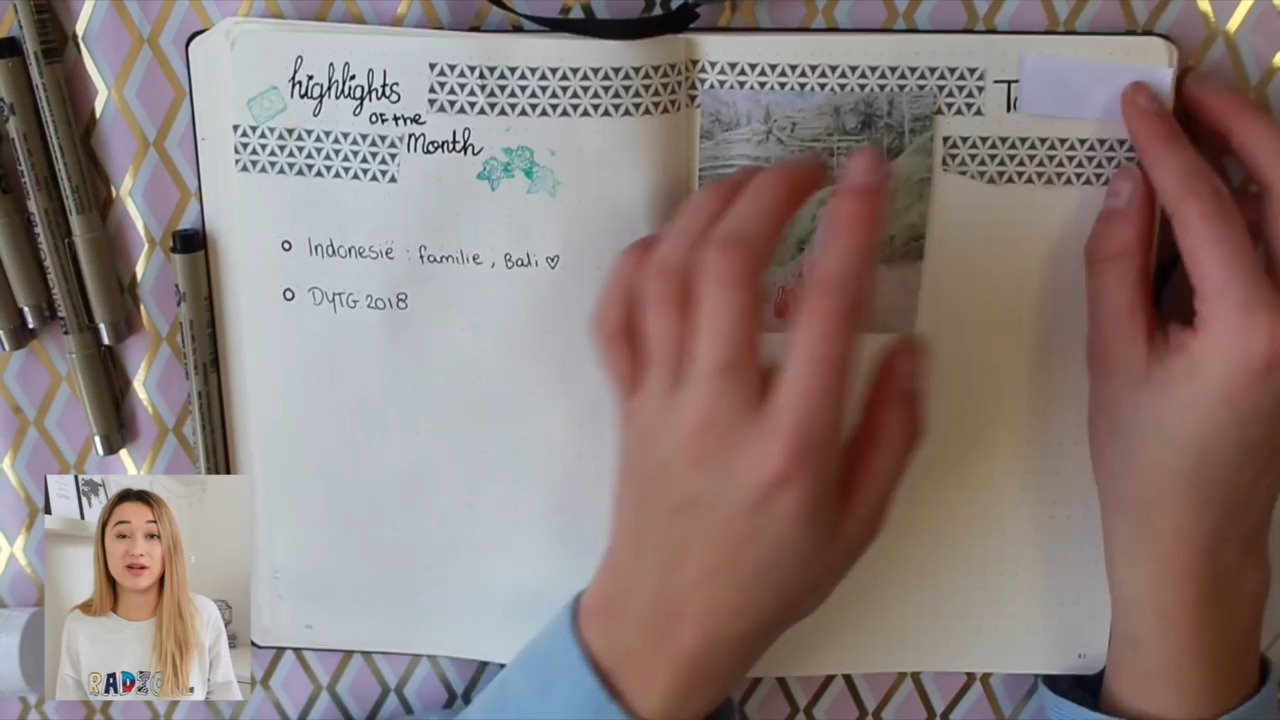 highlights
OF the
Month
Indonesië : familie, Bali ♡
DYTG 2018